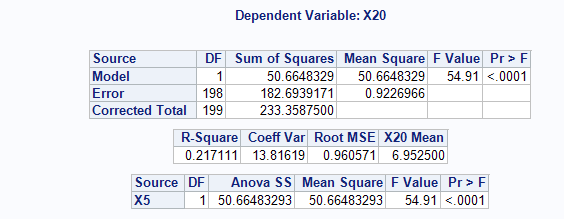 Dependent Variable: X20
Source DF Sum of Squares Mean Square F Value Pr > F
Model 1 50.6648329 50.6648329 54.91 <.0001
Error 198 182.6939171 0.9226966
Corrected Total 199 233.3587500
R-Square Coeff Var Root MSE X20 Mean
0.217111 13.81619 0.960571 6.952500
Source DF Anova SS Mean Square F Value Pr > F
X5 1 50.66483293 50.66483293 54.91 <.0001